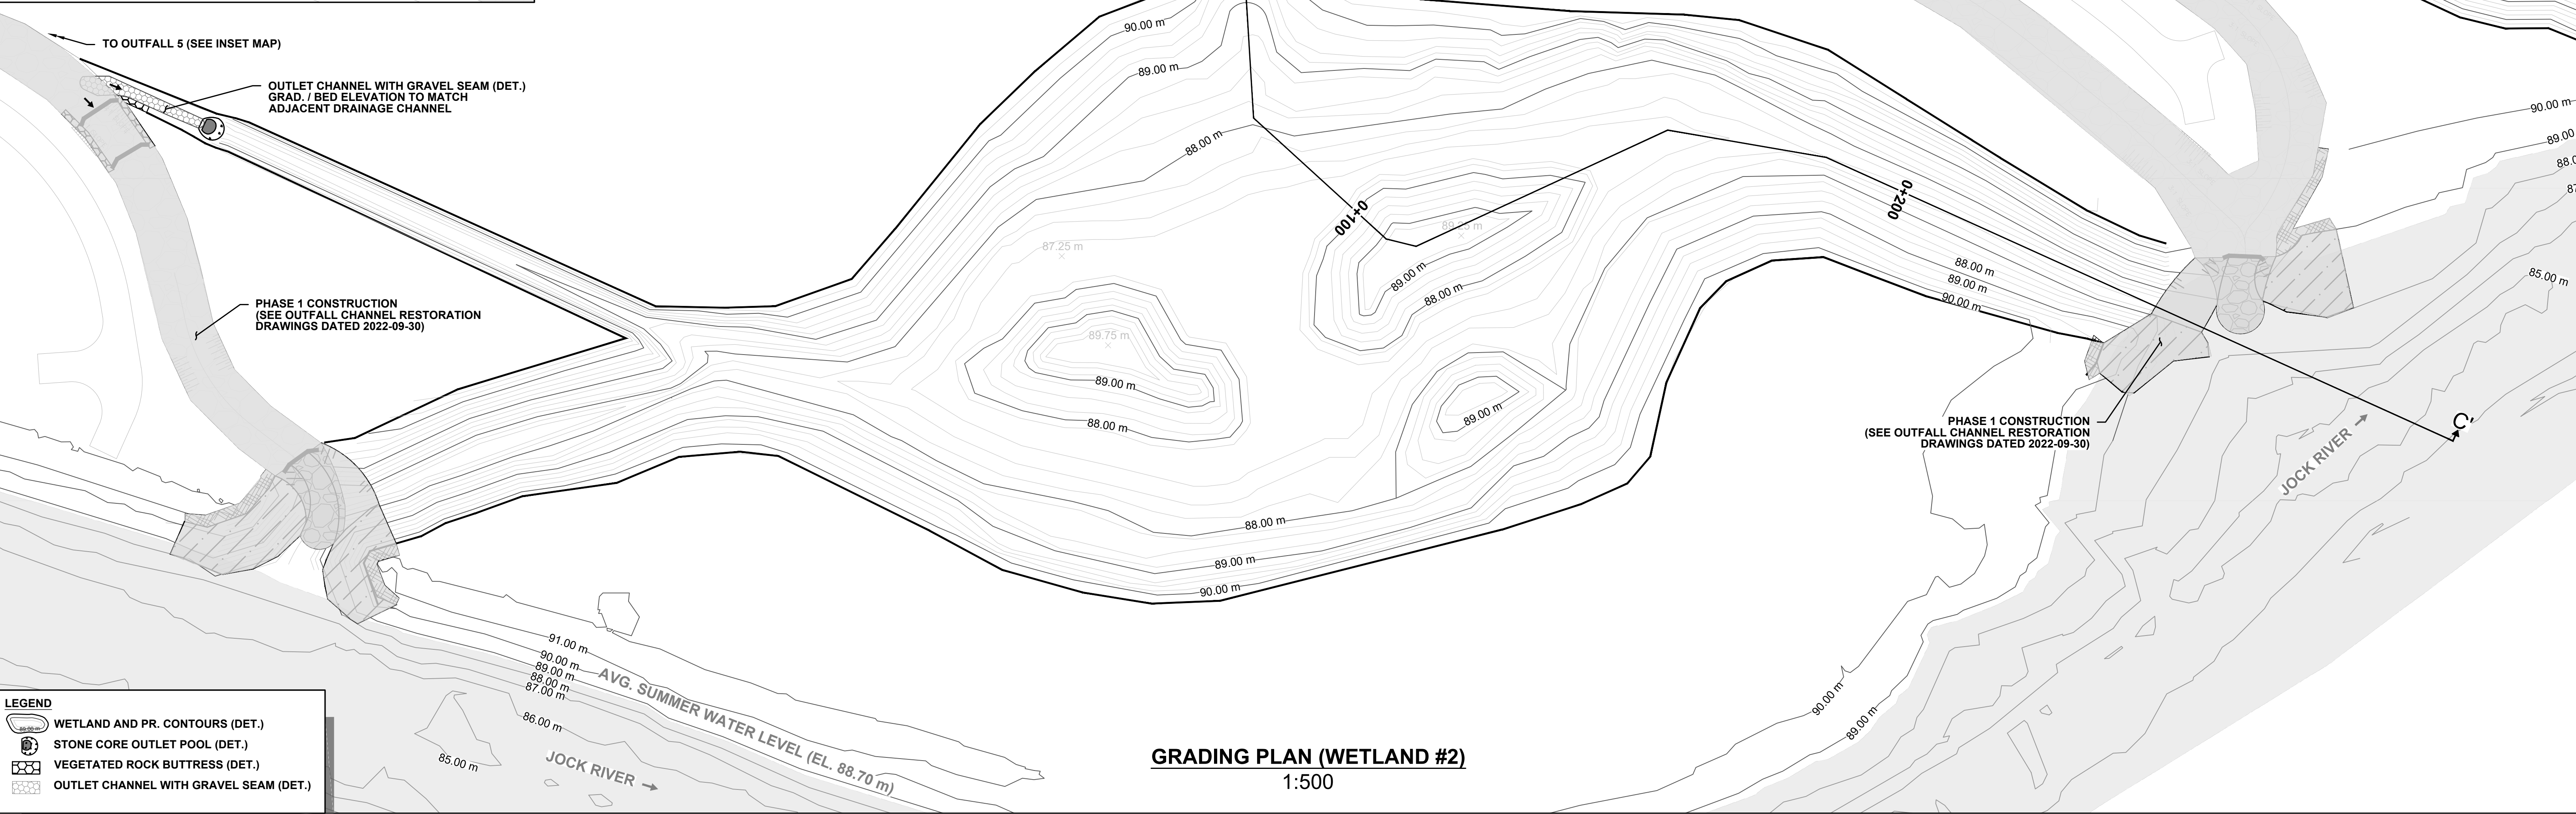 TO OUTFALL 5 (SEE INSET MAP)
OUTLET CHANNEL WITH GRAVEL SEAM (DET.)
GRAD. / BED ELEVATION TO MATCH
ADJACENT DRAINAGE CHANNEL
PHASE 1 CONSTRUCTION
(SEE OUTFALL CHANNEL RESTORATION
DRAWINGS DATED 2022-09-30)
90.00 m
89.00 m
88.00 m
87.25 m
89.75 m
89.00 m
88.00 m
0+100
89.25 m
89.00 m
88.00 m
89.00 m
88.00 m
89.00 m
90.00 m
0+200
88.00 m
89.00 m
90.00 m
90.00 m
89.00
88.0
87
85.00 m
PHASE 1 CONSTRUCTION
(SEE OUTFALL CHANNEL RESTORATION
DRAWINGS DATED 2022-09-30)
C'
JOCK RIVER
90.00 m
89.00 m
91.00 m
90.00 m
89.00 m
88.00 m
87.00 m
86.00 m
85.00 m
AVG. SUMMER WATER LEVEL (EL. 88.70 m)
JOCK RIVER
LEGEND
WETLAND AND PR. CONTOURS (DET.)
STONE CORE OUTLET POOL (DET.)
VEGETATED ROCK BUTTRESS (DET.)
OUTLET CHANNEL WITH GRAVEL SEAM (DET.)
GRADING PLAN (WETLAND #2)
1:500